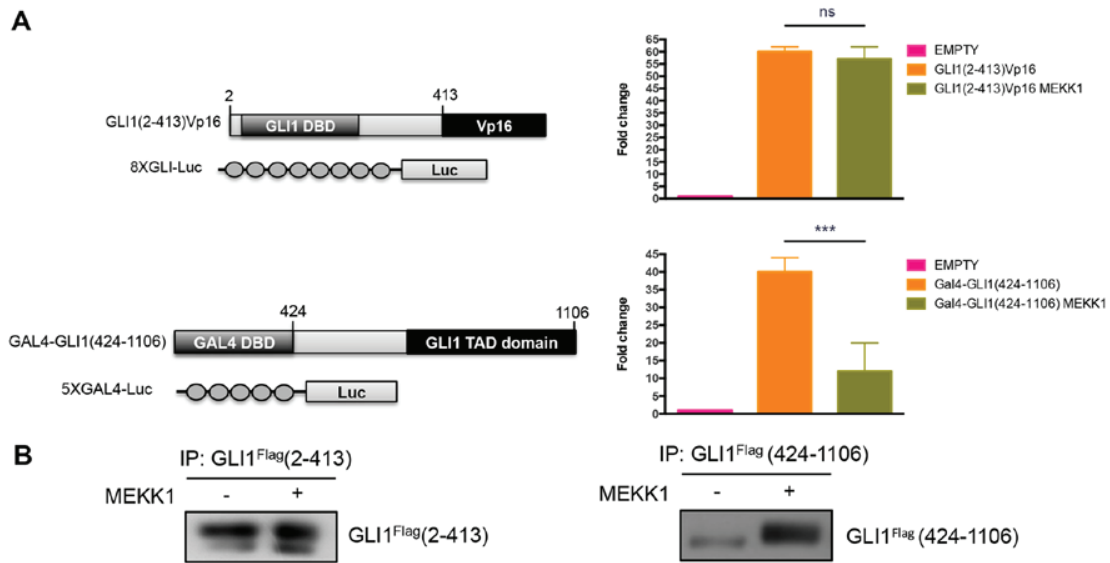 A
2
413
GLI1(2-413)Vp16
GLI1 DBD
Vp16
8XGLI-Luc
Luc
ns
Fold change
65
60
55
50
45
40
35
30
25
20
15
10
5
0
EMPTY
GLI1(2-413)Vp16
GLI1(2-413)Vp16 MEKK1
424
1106
GAL4-GLI1(424-1106)
GAL4 DBD
GLI1 TAD domain
5XGAL4-Luc
Luc
***
Fold change
45
40
35
30
25
20
15
10
5
0
EMPTY
Gal4-GLI1(424-1106)
Gal4-GLI1(424-1106) MEKK1
B
IP: GLI1Flag(2-413)
MEKK1 - +
GLI1Flag(2-413)
IP: GLI1Flag (424-1106)
MEKK1 - +
GLI1Flag (424-1106)